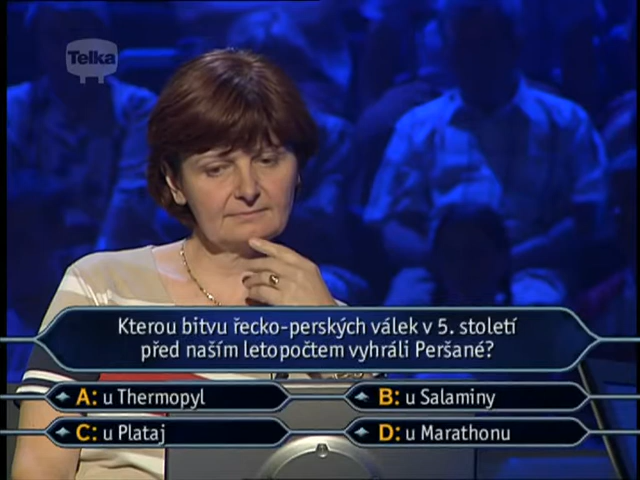 Telka
Kterou bitvu řecko-perských válek v 5. století
před naším letopočtem vyhráli Peršané?
A: u Thermopyl
B: u Salaminy
C: u Plataj
D: u Marathonu